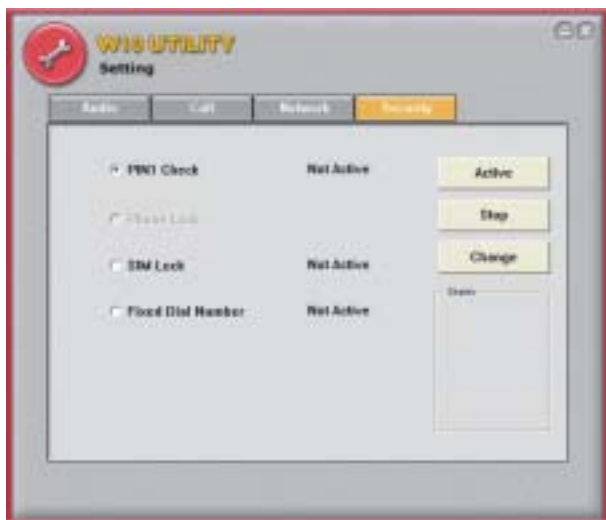 W10 UTILITY
Setting
Audio Call Network Security
PIN1 Check Not Active Active
Phone Lock Stop
SIM Lock Not Active Change
Fixed Dial Number Not Active